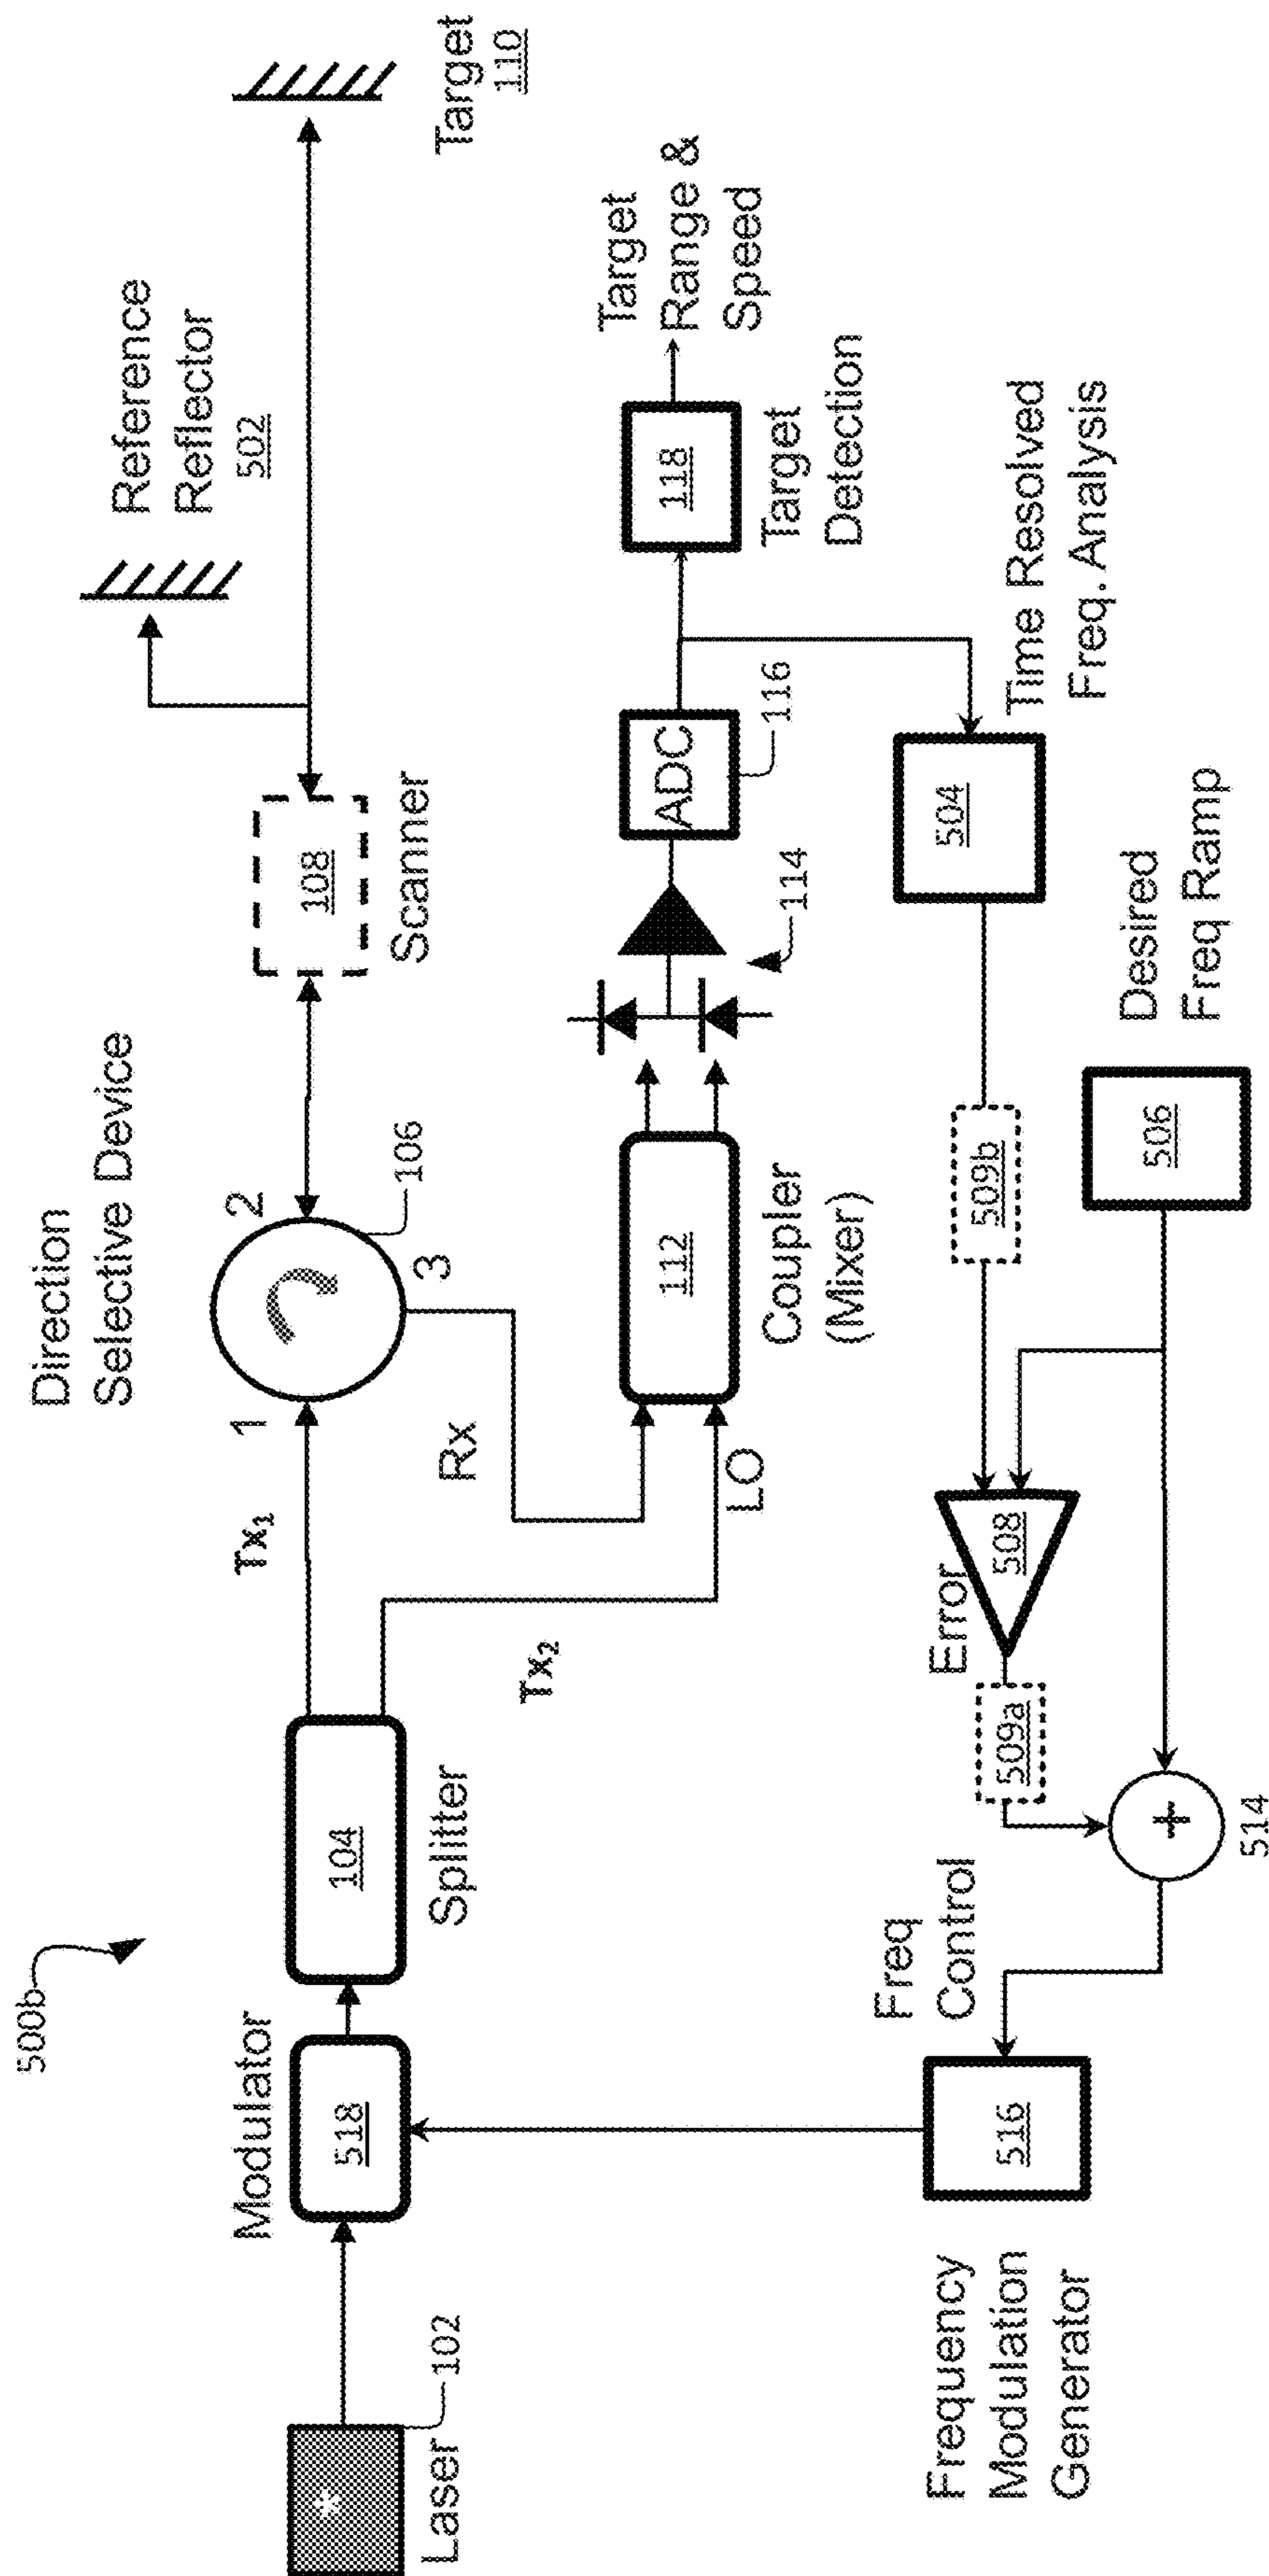 500b
Laser
102
Modulator
518
104
Splitter
Tx₁
Tx₂
Direction
Selective Device
1
2
3
106
Rx
LO
108
Scanner
Reference
Reflector
502
Target
110
112
Coupler
(Mixer)
114
ADC
116
118
Target
Detection
Target
Range &
Speed
504
Time Resolved
Freq. Analysis
509b
506
Desired
Freq Ramp
508
Error
509a
+
514
Freq
Control
516
Frequency
Modulation
Generator